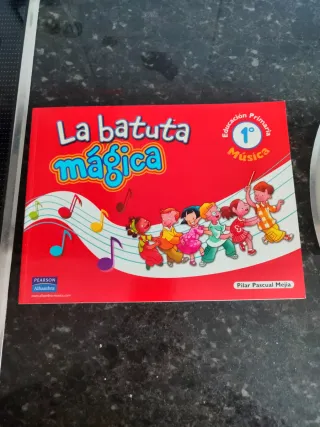 La batuta
mágica
Educación Primaria
1º
Música
PEARSON
Alhambra
Pilar Pascual Mejía